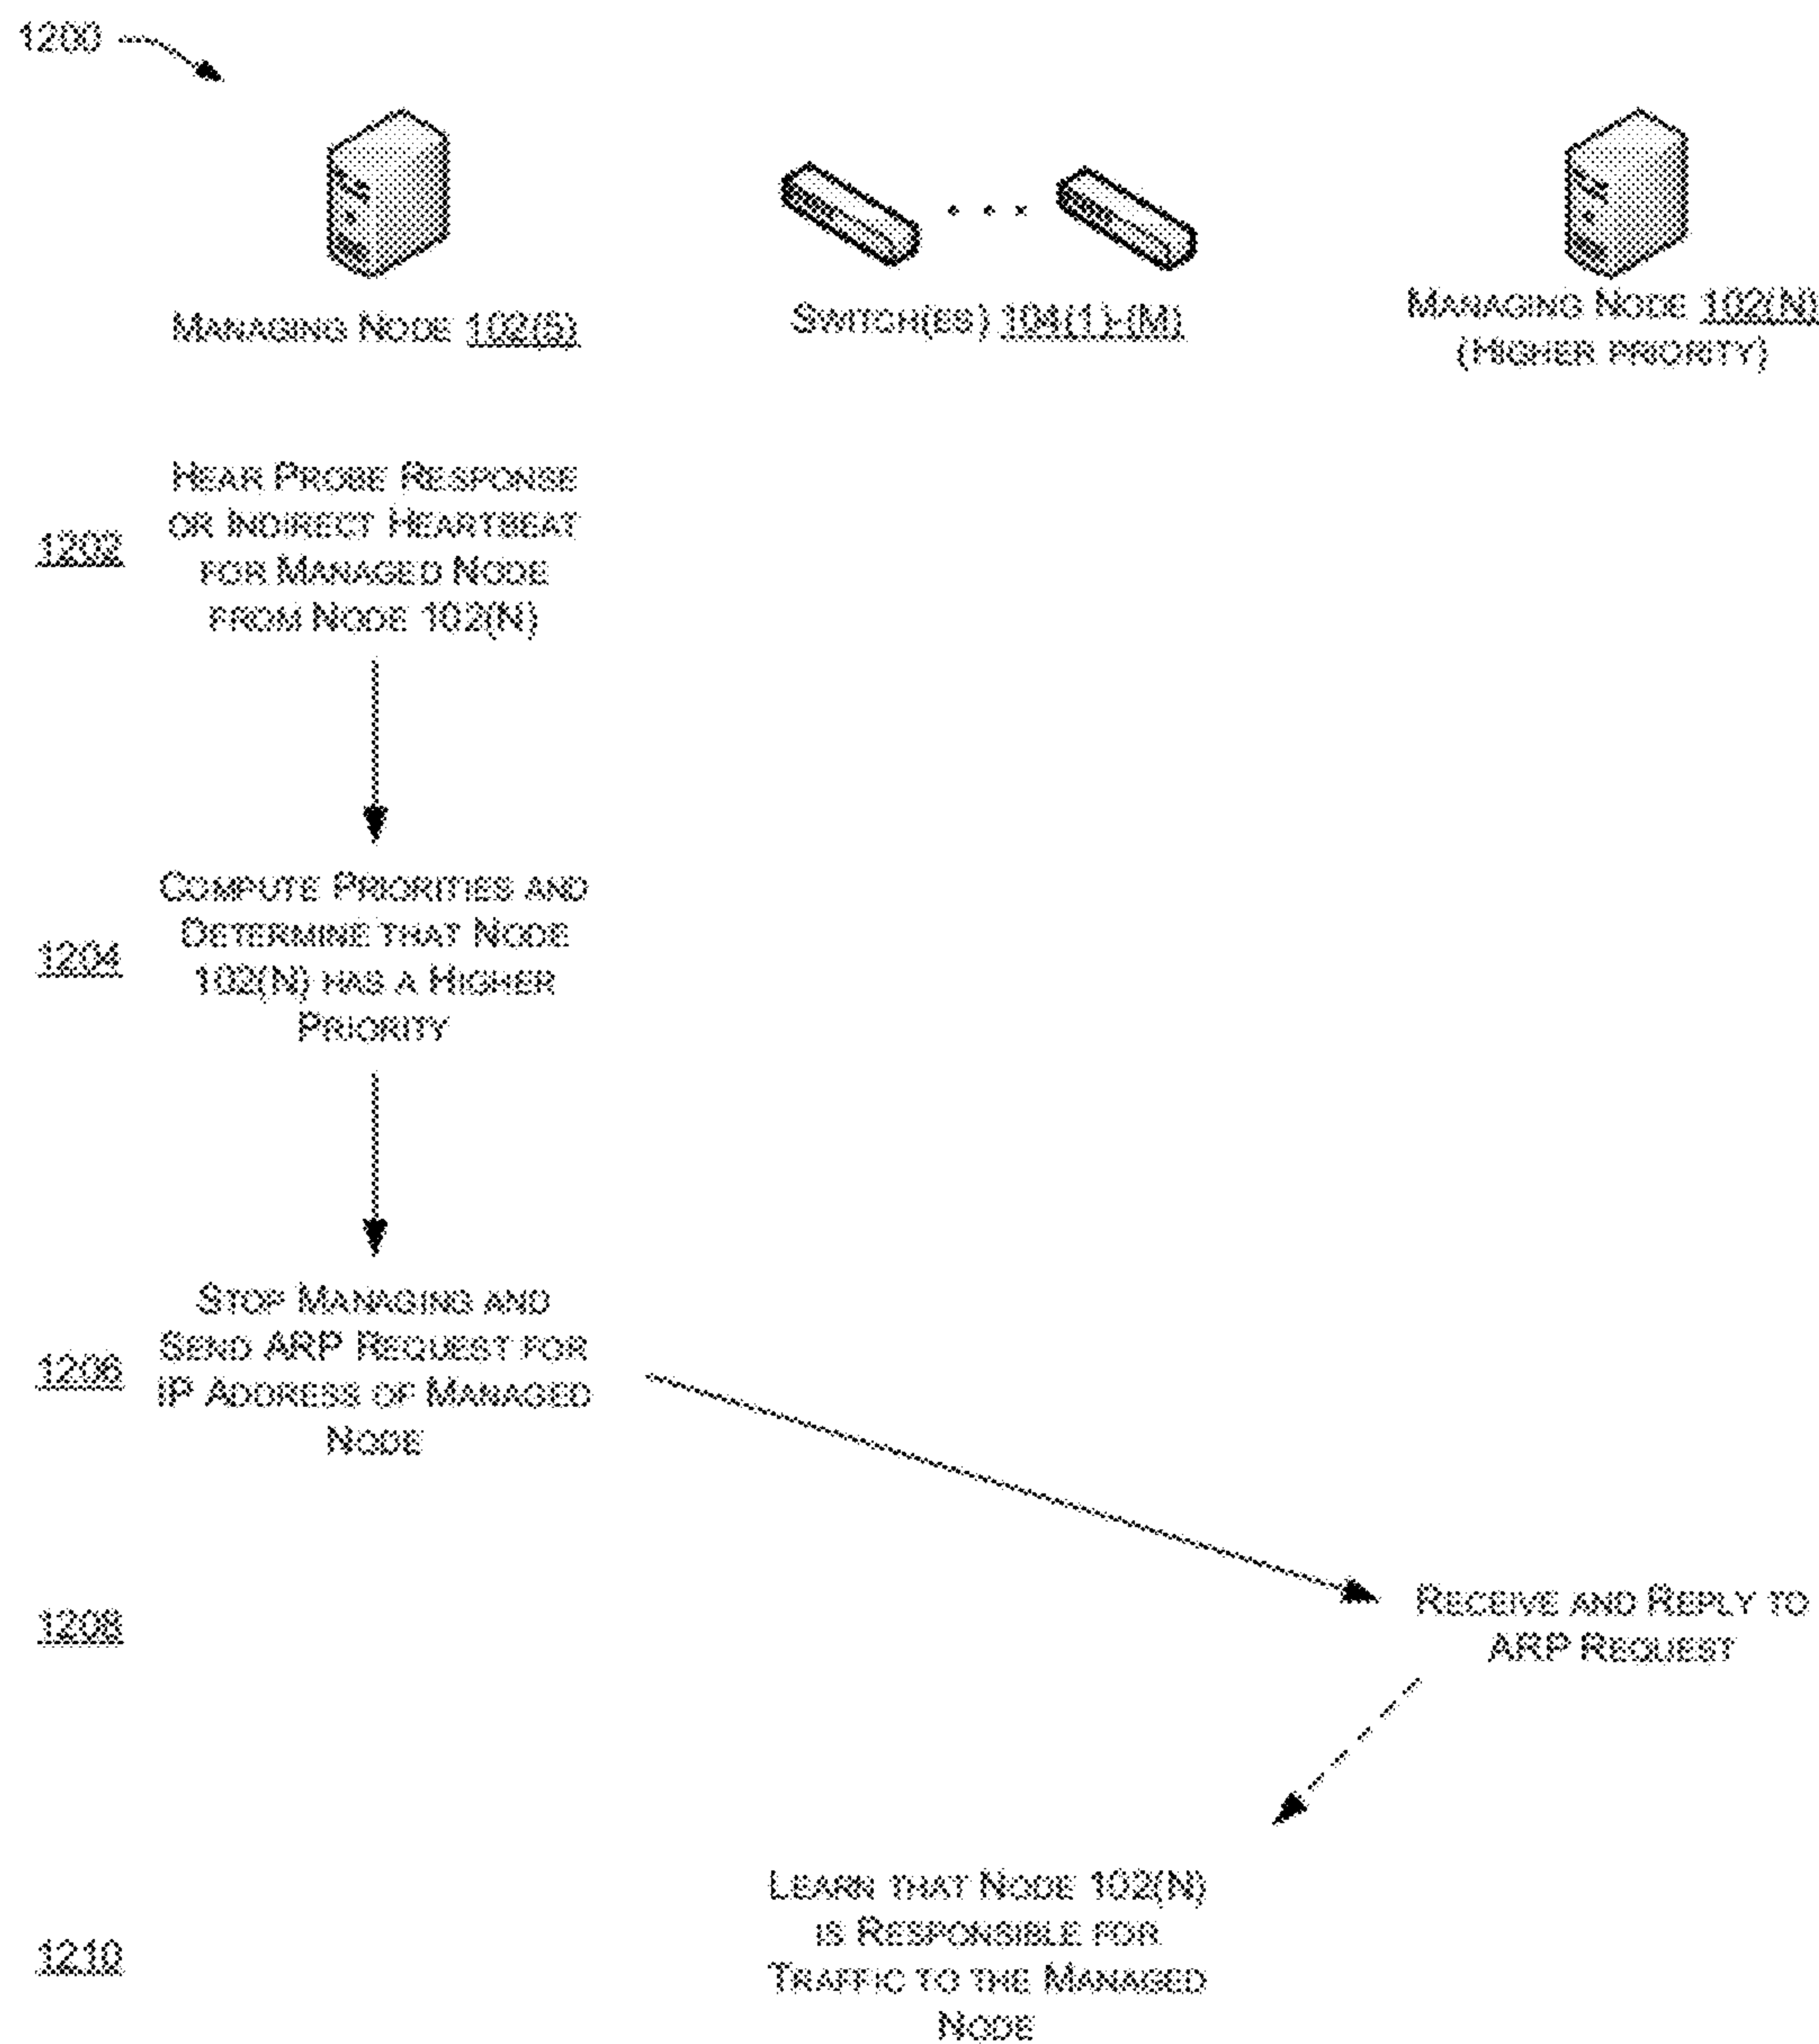 1200
MANAGING NODE 102(5)
SWITCH(ES) 104(1)-(M)
MANAGING NODE 102(N)
(HIGHER PRIORITY)
1202
HEAR PROBE RESPONSE
OR INDIRECT HEARTBEAT
FOR MANAGED NODE
FROM NODE 102(N)
1204
COMPUTE PRIORITIES AND
DETERMINE THAT NODE
102(N) HAS A HIGHER
PRIORITY
1206
STOP MANAGING AND
SEND ARP REQUEST FOR
IP ADDRESS OF MANAGED
NODE
1208
RECEIVE AND REPLY TO
ARP REQUEST
1210
LEARN THAT NODE 102(N)
IS RESPONSIBLE FOR
TRAFFIC TO THE MANAGED
NODE